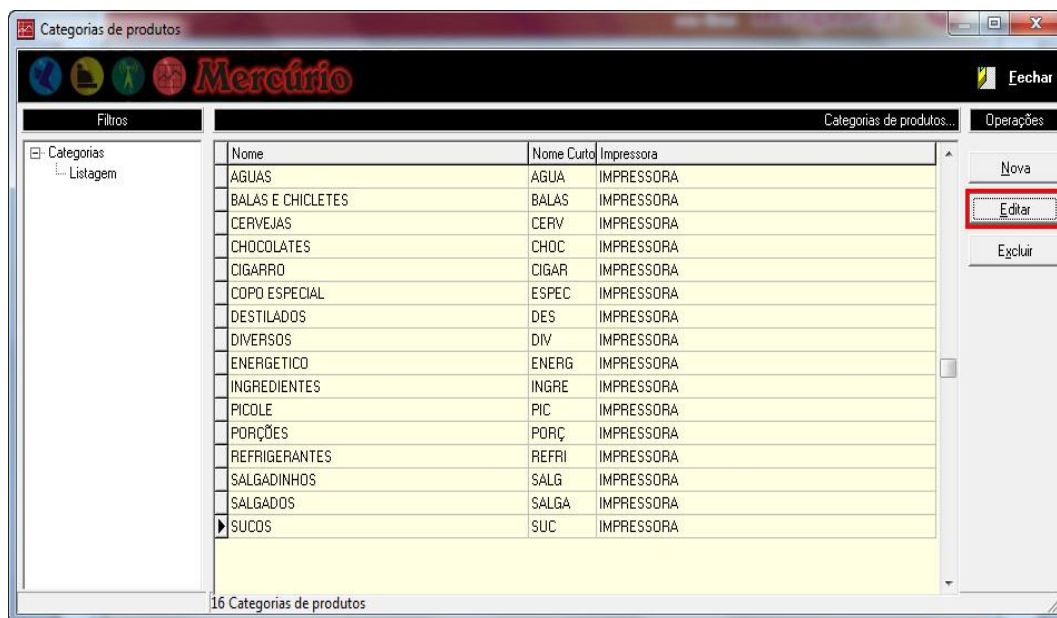 Categorias de produtos
Mercúrio
Fechar
Filtros
Categorias de produtos...
Operações
Categorias
Listagem
Nome Nome Curto Impressora
AGUAS AGUA IMPRESSORA
BALAS E CHICLETES BALAS IMPRESSORA
CERVEJAS CERV IMPRESSORA
CHOCOLATES CHOC IMPRESSORA
CIGARRO CIGAR IMPRESSORA
COPO ESPECIAL ESPEC IMPRESSORA
DESTILADOS DES IMPRESSORA
DIVERSOS DIV IMPRESSORA
ENERGETICO ENERG IMPRESSORA
INGREDIENTES INGRE IMPRESSORA
PICOLE PIC IMPRESSORA
PORÇÕES PORÇ IMPRESSORA
REFRIGERANTES REFRI IMPRESSORA
SALGADINHOS SALG IMPRESSORA
SALGADOS SALGA IMPRESSORA
SUCOS SUC IMPRESSORA
Nova
Editar
Excluir
16 Categorias de produtos